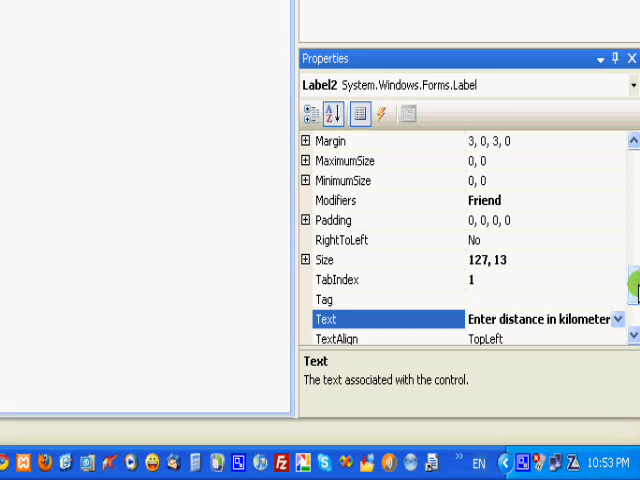 Properties
Label2 System.Windows.Forms.Label
Margin 3, 0, 3, 0
MaximumSize 0, 0
MinimumSize 0, 0
Modifiers Friend
Padding 0, 0, 0, 0
RightToLeft No
Size 127, 13
TabIndex 1
Tag
Text Enter distance in kilometer
TextAlign TopLeft
Text
The text associated with the control.
EN 10:53 PM